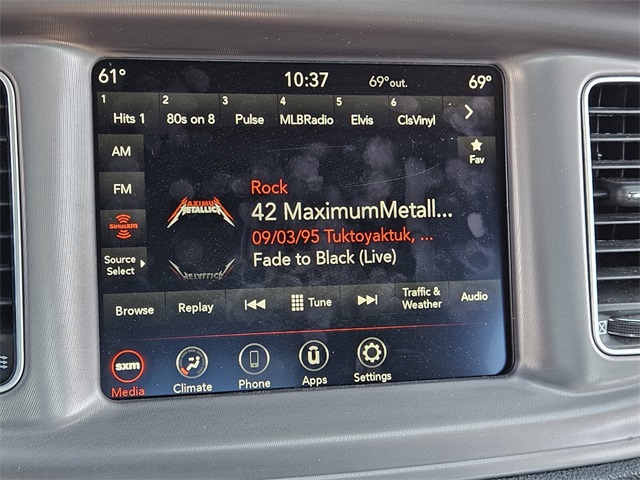 61° 10:37 69°out. 69°
1 2 3 4 5 6
Hits 1 80s on 8 Pulse MLBRadio Elvis ClsVinyl
AM
Fav
FM
Rock
MAXIMUM
METALLICA
42 MaximumMetall...
SiriusXM
09/03/95 Tuktoyaktuk, ...
Source
Select
Fade to Black (Live)
Browse Replay Tune Traffic & Audio
Weather
sxm
Media Climate Phone Apps Settings